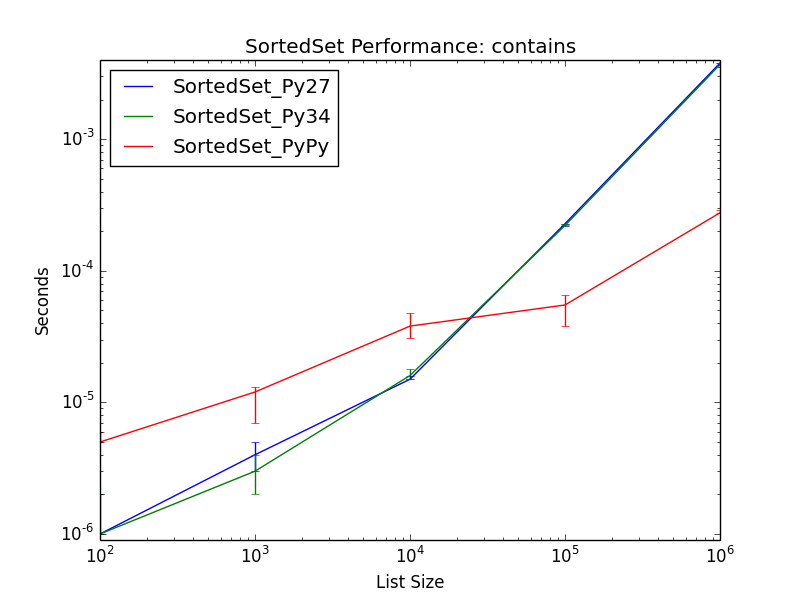 SortedSet Performance: contains
SortedSet_Py27
SortedSet_Py34
SortedSet_PyPy
10^-3
10^-4
10^-5
10^-6
Seconds
10^2 10^3 10^4 10^5 10^6
List Size